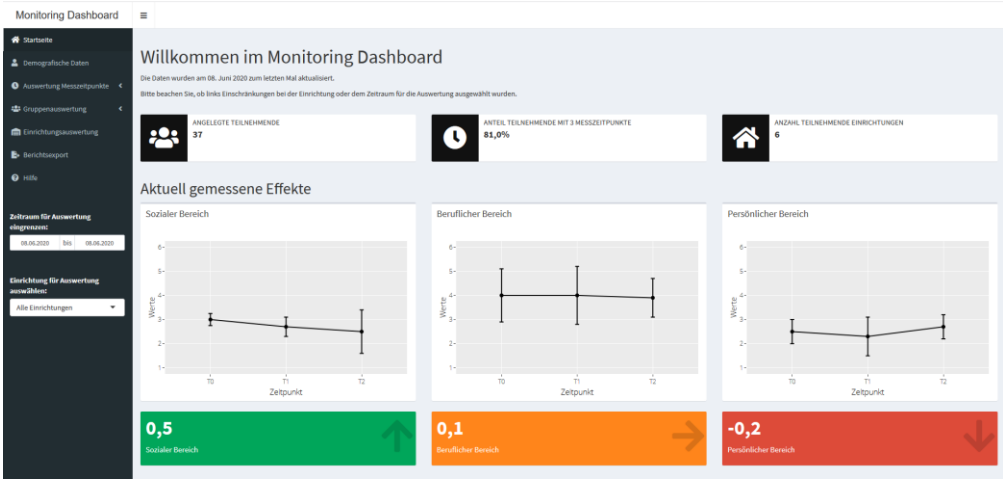 Monitoring Dashboard
Startseite
Demografische Daten
Auswertung Messzeitpunkte
Gruppenauswertung
Einrichtungsauswertung
Berichtsexport
Hilfe
Zeitraum für Auswertung
eingrenzen:
08.06.2020 bis 08.06.2020
Einrichtung für Auswertung
auswählen:
Alle Einrichtungen
Willkommen im Monitoring Dashboard
Die Daten wurden am 08. Juni 2020 zum letzten Mal aktualisiert.
Bitte beachen Sie, ob links Einschränkungen bei der Einrichtung oder dem Zeitraum für die Auswertung ausgewählt wurden.
ANGELEGTE TEILNEHMENDE
37
ANTEIL TEILNEHMENDE MIT 3 MESSZEITPUNKTE
81,0%
ANZAHL TEILNEHMENDE EINRICHTUNGEN
6
Aktuell gemessene Effekte
Sozialer Bereich
6
5
4
3
2
1
Werte
T0 T1 T2
Zeitpunkt
Beruflicher Bereich
6
5
4
3
2
1
Werte
T0 T1 T2
Zeitpunkt
Persönlicher Bereich
6
5
4
3
2
1
Werte
T0 T1 T2
Zeitpunkt
0,5
Sozialer Bereich
0,1
Beruflicher Bereich
-0,2
Persönlicher Bereich